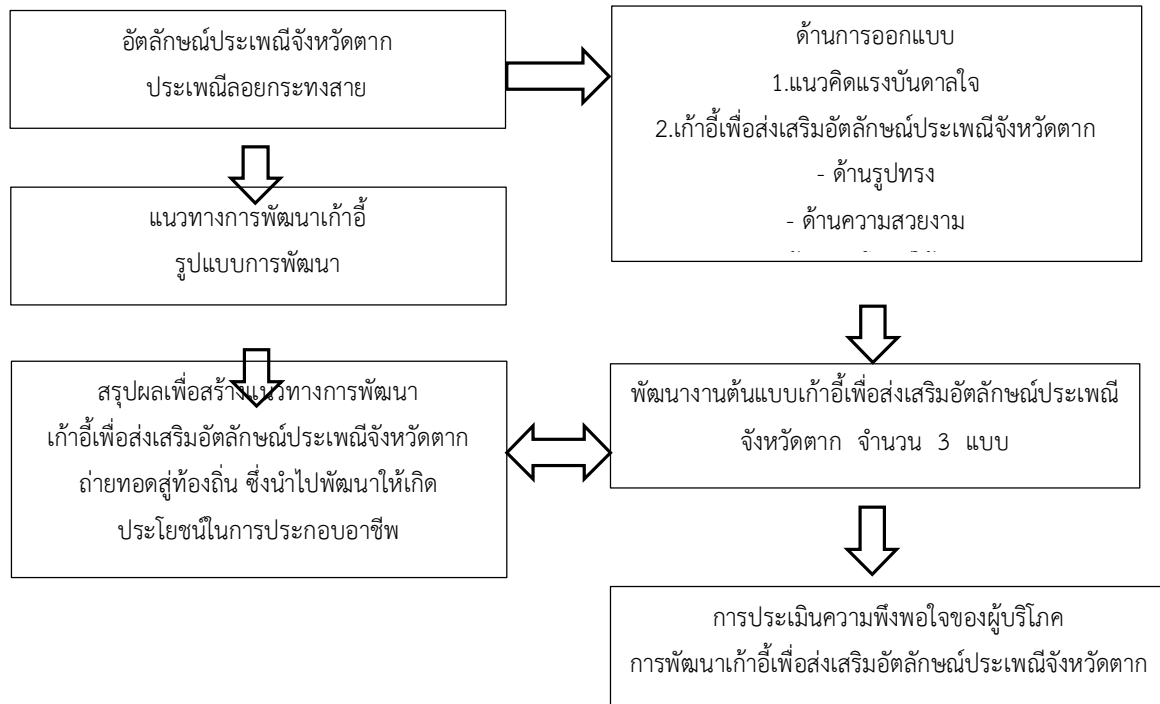 อัตลักษณ์ประเพณีจังหวัดตาก
ประเพณีลอยกระทงสาย
ด้านการออกแบบ
1.แนวคิดแรงบันดาลใจ
2.เก้าอี้เพื่อส่งเสริมอัตลักษณ์ประเพณีจังหวัดตาก
- ด้านรูปทรง
- ด้านความสวยงาม
แนวทางการพัฒนาเก้าอี้
รูปแบบการพัฒนา
สรุปผลเพื่อสร้างแนวทางการพัฒนา
เก้าอี้เพื่อส่งเสริมอัตลักษณ์ประเพณีจังหวัดตาก
ถ่ายทอดสู่ท้องถิ่น ซึ่งนำไปพัฒนาให้เกิด
ประโยชน์ในการประกอบอาชีพ
พัฒนางานต้นแบบเก้าอี้เพื่อส่งเสริมอัตลักษณ์ประเพณี
จังหวัดตาก จำนวน 3 แบบ
การประเมินความพึงพอใจของผู้บริโภค
การพัฒนาเก้าอี้เพื่อส่งเสริมอัตลักษณ์ประเพณีจังหวัดตาก